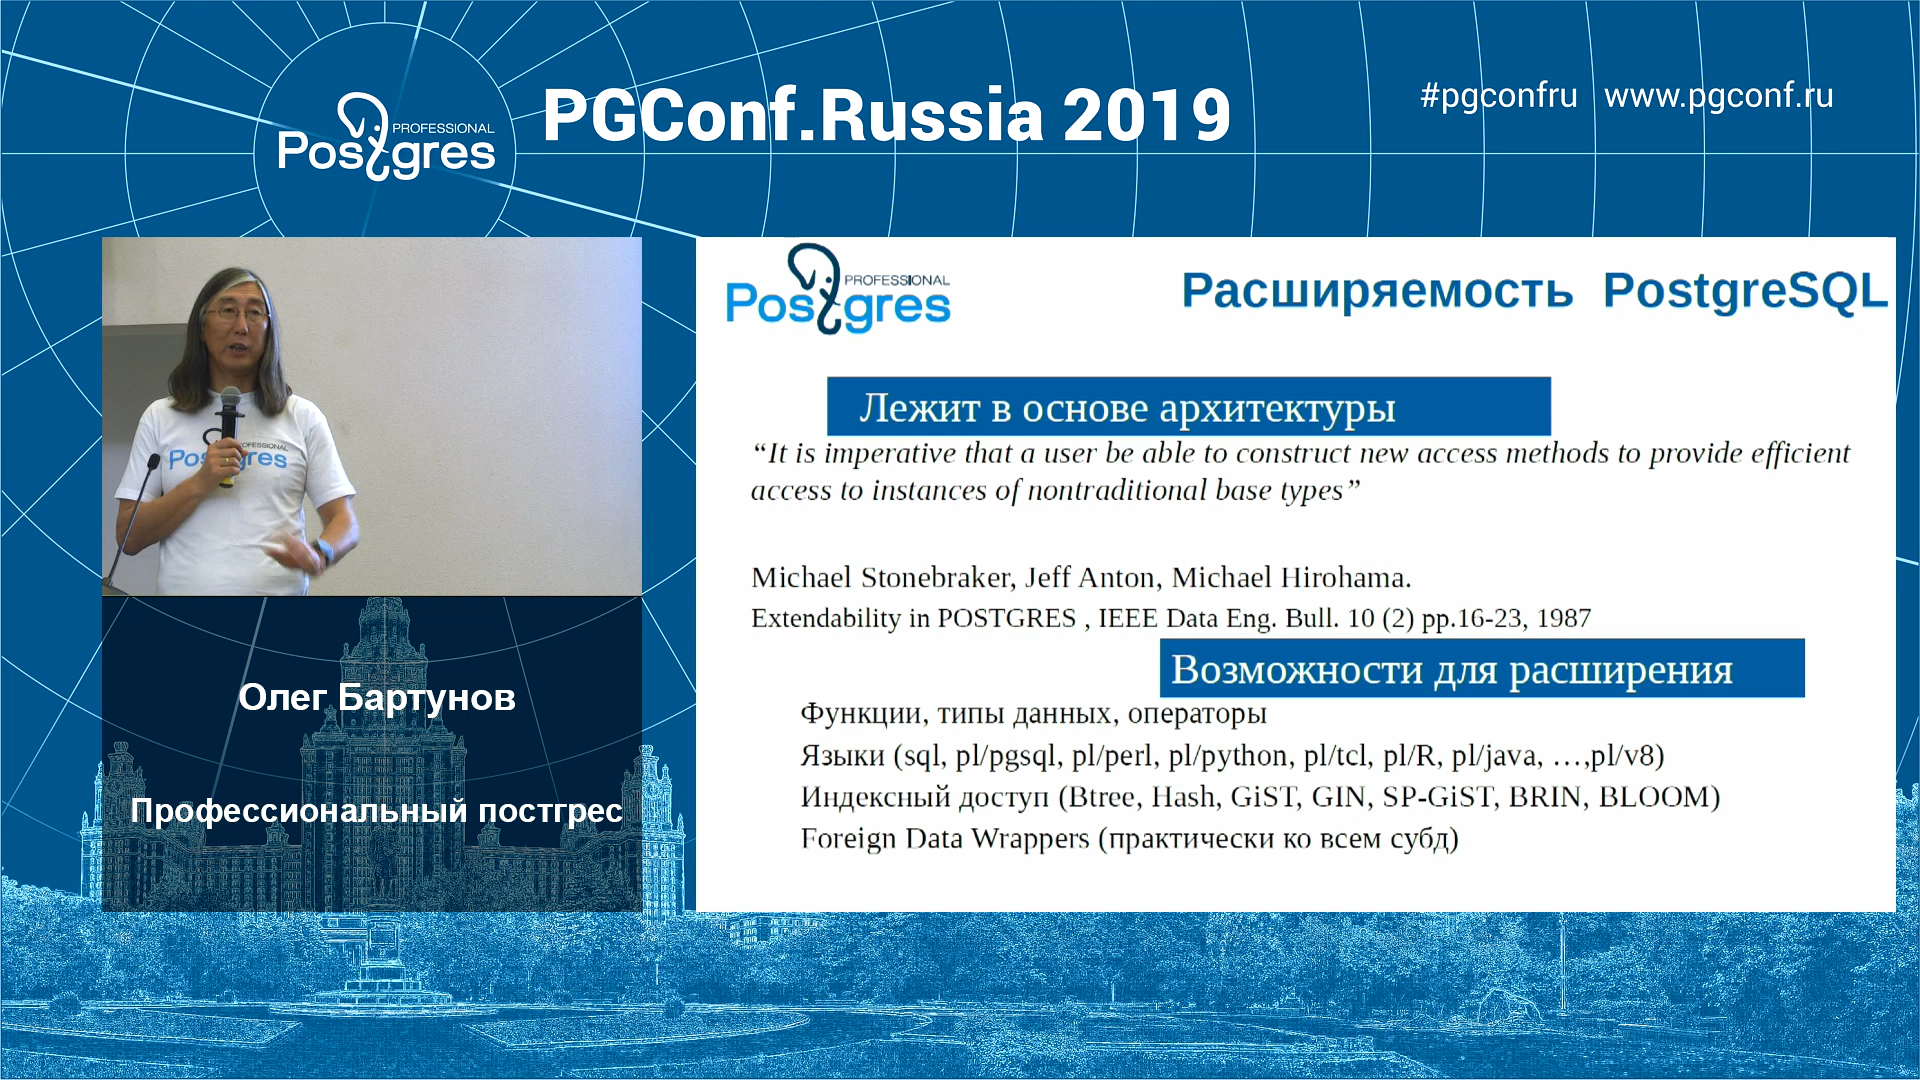 PROFESSIONAL
Postgres
PGConf.Russia 2019
#pgconfru www.pgconf.ru
PROFESSIONAL
Postgres
Олег Бартунов
Профессиональный постгрес
PROFESSIONAL
Postgres
Расширяемость PostgreSQL
Лежит в основе архитектуры
“It is imperative that a user be able to construct new access methods to provide efficient
access to instances of nontraditional base types”
Michael Stonebraker, Jeff Anton, Michael Hirohama.
Extendability in POSTGRES , IEEE Data Eng. Bull. 10 (2) pp.16-23, 1987
Возможности для расширения
Функции, типы данных, операторы
Языки (sql, pl/pgsql, pl/perl, pl/python, pl/tcl, pl/R, pl/java, …,pl/v8)
Индексный доступ (Btree, Hash, GiST, GIN, SP-GiST, BRIN, BLOOM)
Foreign Data Wrappers (практически ко всем субд)